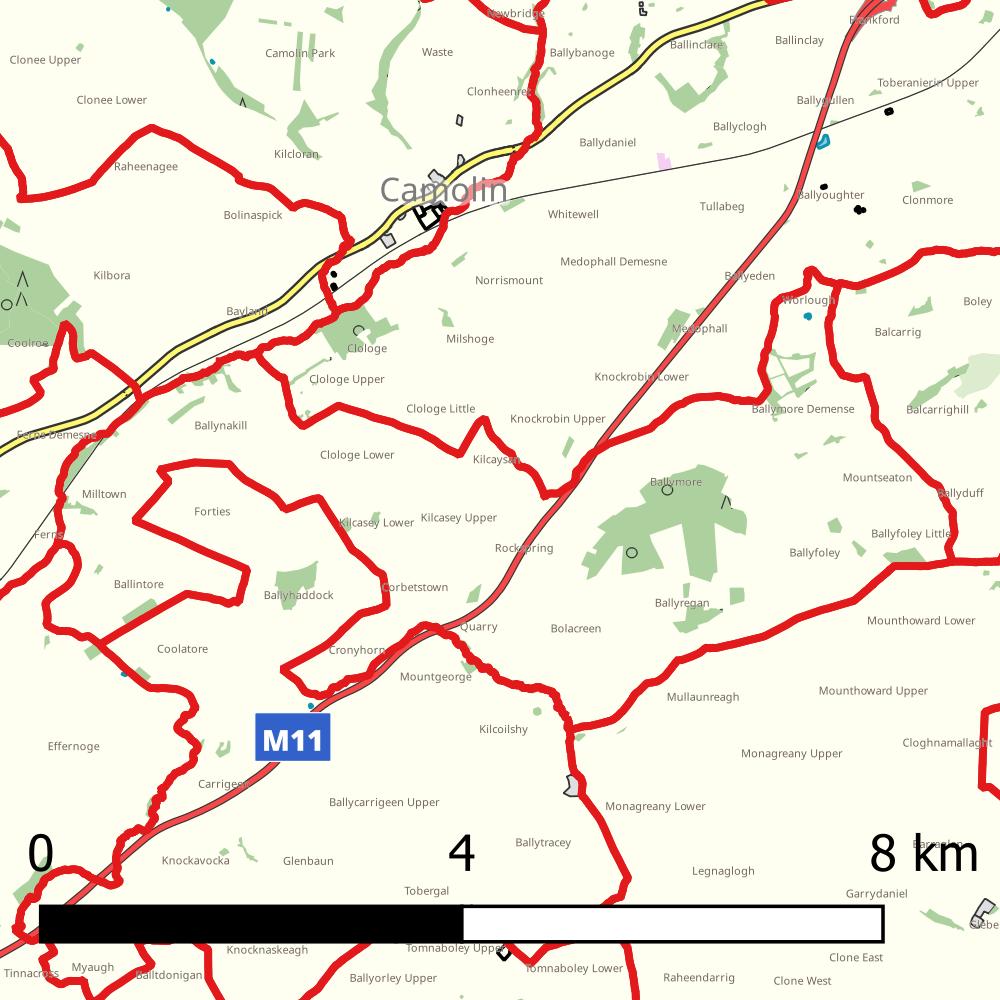 Newbridge
Frankford
Clonee Upper
Camolin Park
Waste
Ballybanoge
Ballinclare
Ballinclay
Clonee Lower
Clonheenret
Ballygullen
Toberanierin Upper
Raheenagee
Kilcloran
Ballydaniel
Ballyclogh
Camolin
Ballyoughter
Clonmore
Bolinaspick
Whitewell
Tullabeg
Kilbora
Norrismount
Medophall Demesne
Ballyeden
Worlough
Boley
Bayland
Medophall
Balcarrig
Coolroe
Clologe
Milshoge
Clologe Upper
Knockrobin Lower
Ballynakill
Clologe Little
Knockrobin Upper
Ballymore Demense
Balcarrighill
Ferns Demesne
Clologe Lower
Kilcaysan
Ballymore
Mountseaton
Milltown
Forties
Kilcasey Lower
Kilcasey Upper
Ballyduff
Ferns
Rockspring
Ballyfoley
Ballyfoley Little
Ballintore
Ballyhaddock
Corbetstown
Ballyregan
Quarry
Bolacreen
Mounthoward Lower
Coolatore
Cronyhorn
Mountgeorge
Mullaunreagh
Mounthoward Upper
Effernoge
M11
Kilcoilshy
Monagreany Upper
Cloghnamallaght
Carrigeen
Ballycarrigeen Upper
Monagreany Lower
0 4 8 km
Knockavocka
Glenbaun
Ballytracey
Legnaglogh
Tobergal
Garrydaniel
Glebe
Knocknaskeagh
Tomnaboley Upper
Clone East
Tinnacross
Myaugh
Balltdonigan
Ballyorley Upper
Tomnaboley Lower
Raheendarrig
Clone West